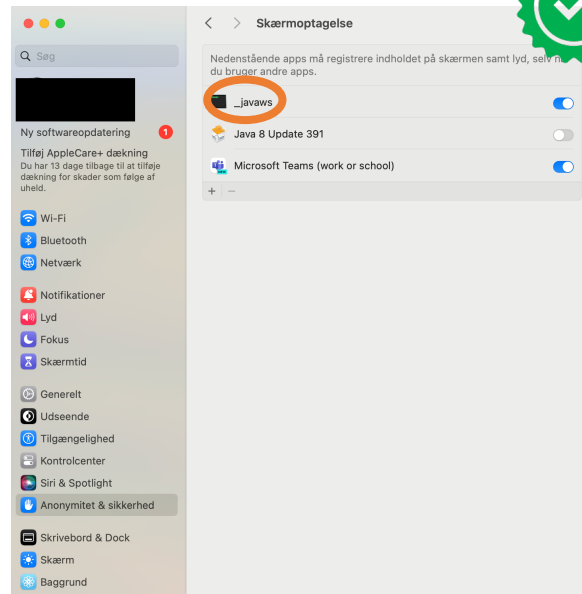 Skærmoptagelse
Søg
Ny softwareopdatering 1
Tilføj AppleCare+ dækning
Du har 13 dage tilbage til at tilføje
dækning for skader som følge af
uheld.
Wi-Fi
Bluetooth
Netværk
Notifikationer
Lyd
Fokus
Skærmtid
Generelt
Udseende
Tilgængelighed
Kontrolcenter
Siri & Spotlight
Anonymitet & sikkerhed
Skrivebord & Dock
Skærm
Baggrund
Nedenstående apps må registrere indholdet på skærmen samt lyd, selv
du bruger andre apps.
_javaws
Java 8 Update 391
Microsoft Teams (work or school)